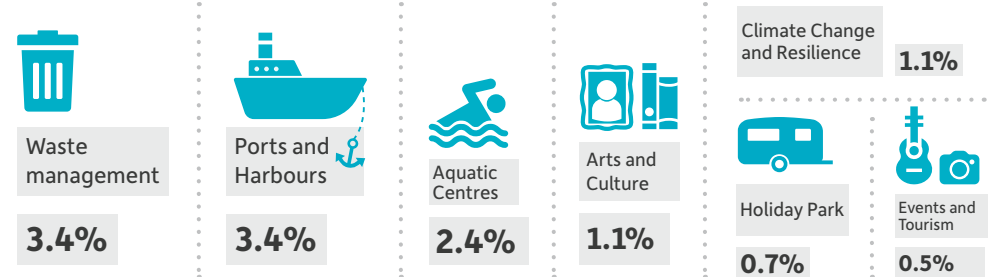 Waste
management
3.4%
Ports and
Harbours
3.4%
Aquatic
Centres
2.4%
Arts and
Culture
1.1%
Climate Change
and Resilience
1.1%
Holiday Park
0.7%
Events and
Tourism
0.5%